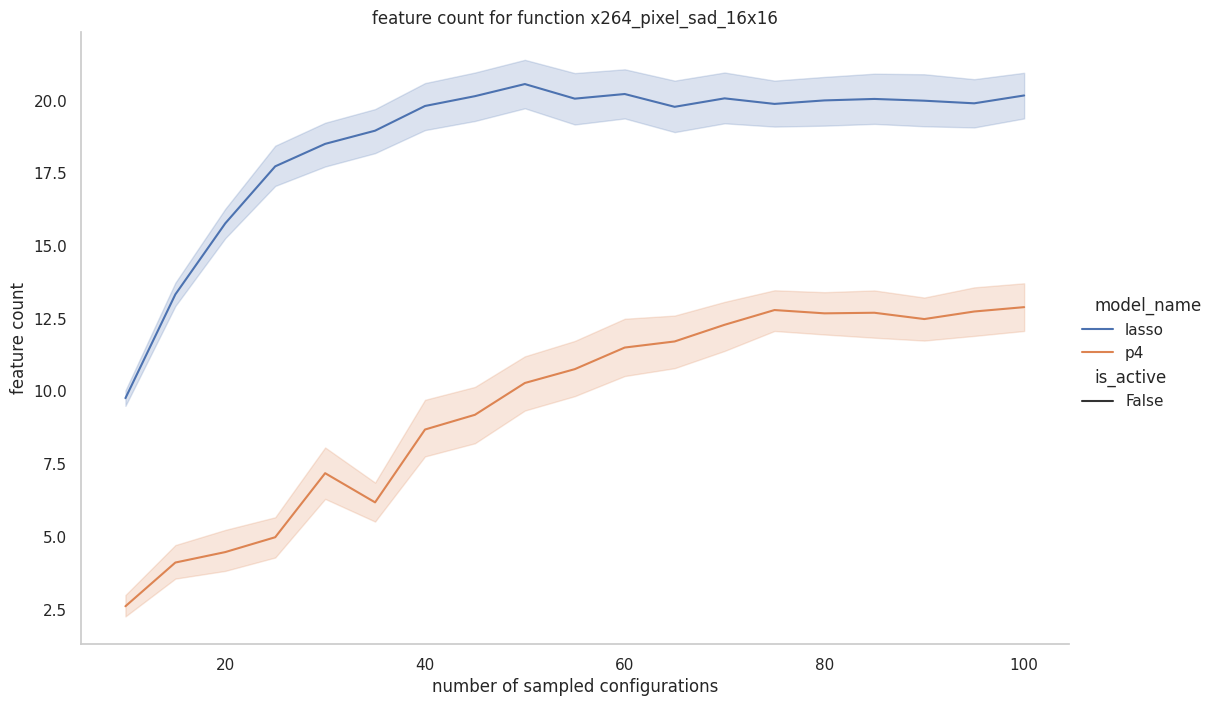 feature count for function x264_pixel_sad_16x16
feature count
20.0
17.5
15.0
12.5
10.0
7.5
5.0
2.5
20
40
60
80
100
number of sampled configurations
model_name
lasso
p4
is_active
False